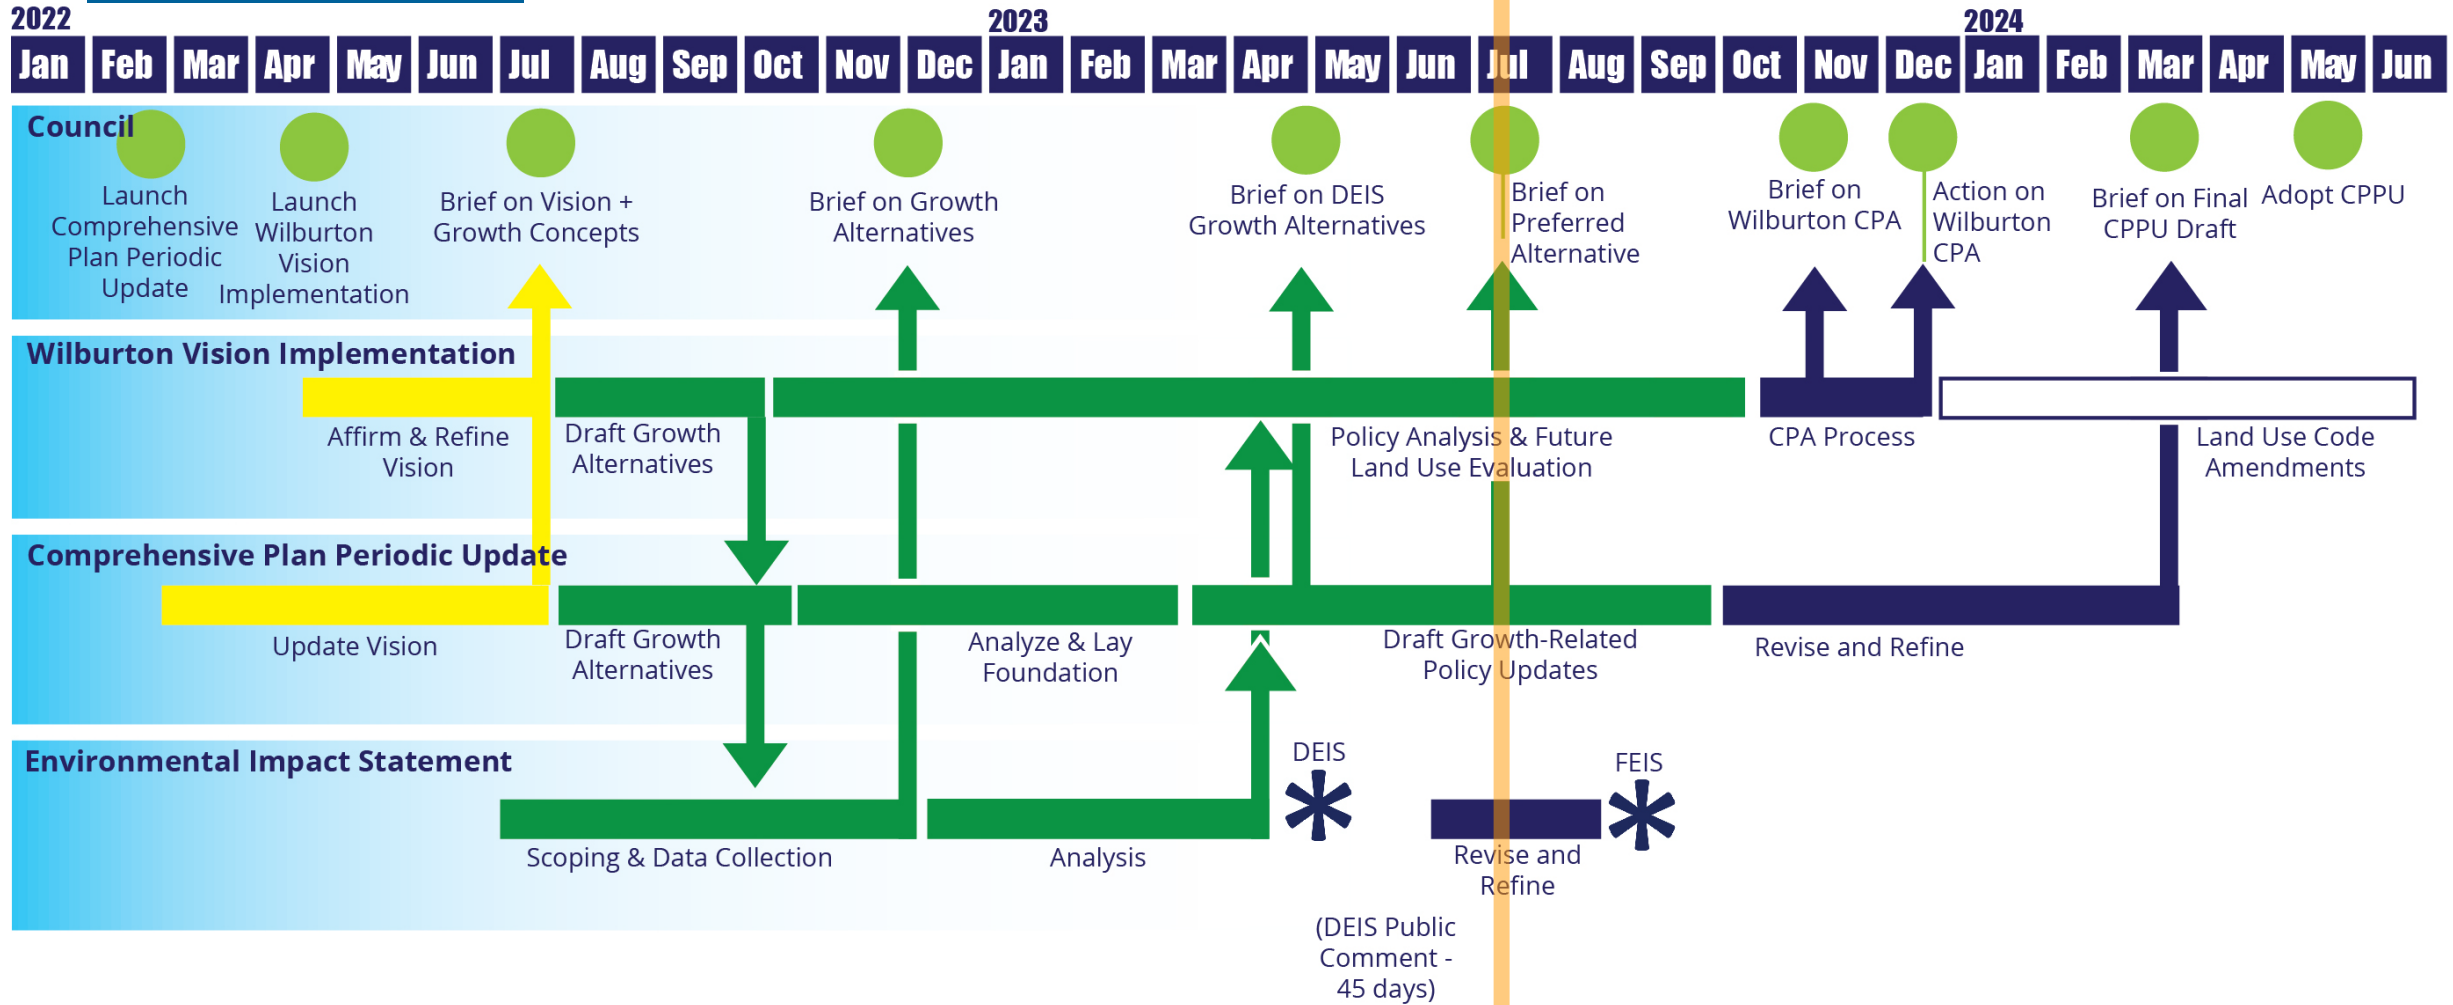 2022
2023
2024
Jan Feb Mar Apr May Jun Jul Aug Sep Oct Nov Dec Jan Feb Mar Apr May Jun Jul Aug Sep Oct Nov Dec Jan Feb Mar Apr May Jun
Council
Launch
Comprehensive
Plan Periodic
Update
Launch
Wilburton
Vision
Implementation
Brief on Vision +
Growth Concepts
Brief on Growth
Alternatives
Brief on DEIS
Growth Alternatives
Brief on
Preferred
Alternative
Brief on
Wilburton CPA
Action on
Wilburton
CPA
Brief on Final
CPPU Draft
Adopt CPPU
Wilburton Vision Implementation
Affirm & Refine
Vision
Draft Growth
Alternatives
Policy Analysis & Future
Land Use Evaluation
CPA Process
Land Use Code
Amendments
Comprehensive Plan Periodic Update
Update Vision
Draft Growth
Alternatives
Analyze & Lay
Foundation
Draft Growth-Related
Policy Updates
Revise and Refine
Environmental Impact Statement
Scoping & Data Collection
Analysis
DEIS
Revise and
Refine
FEIS
(DEIS Public
Comment -
45 days)